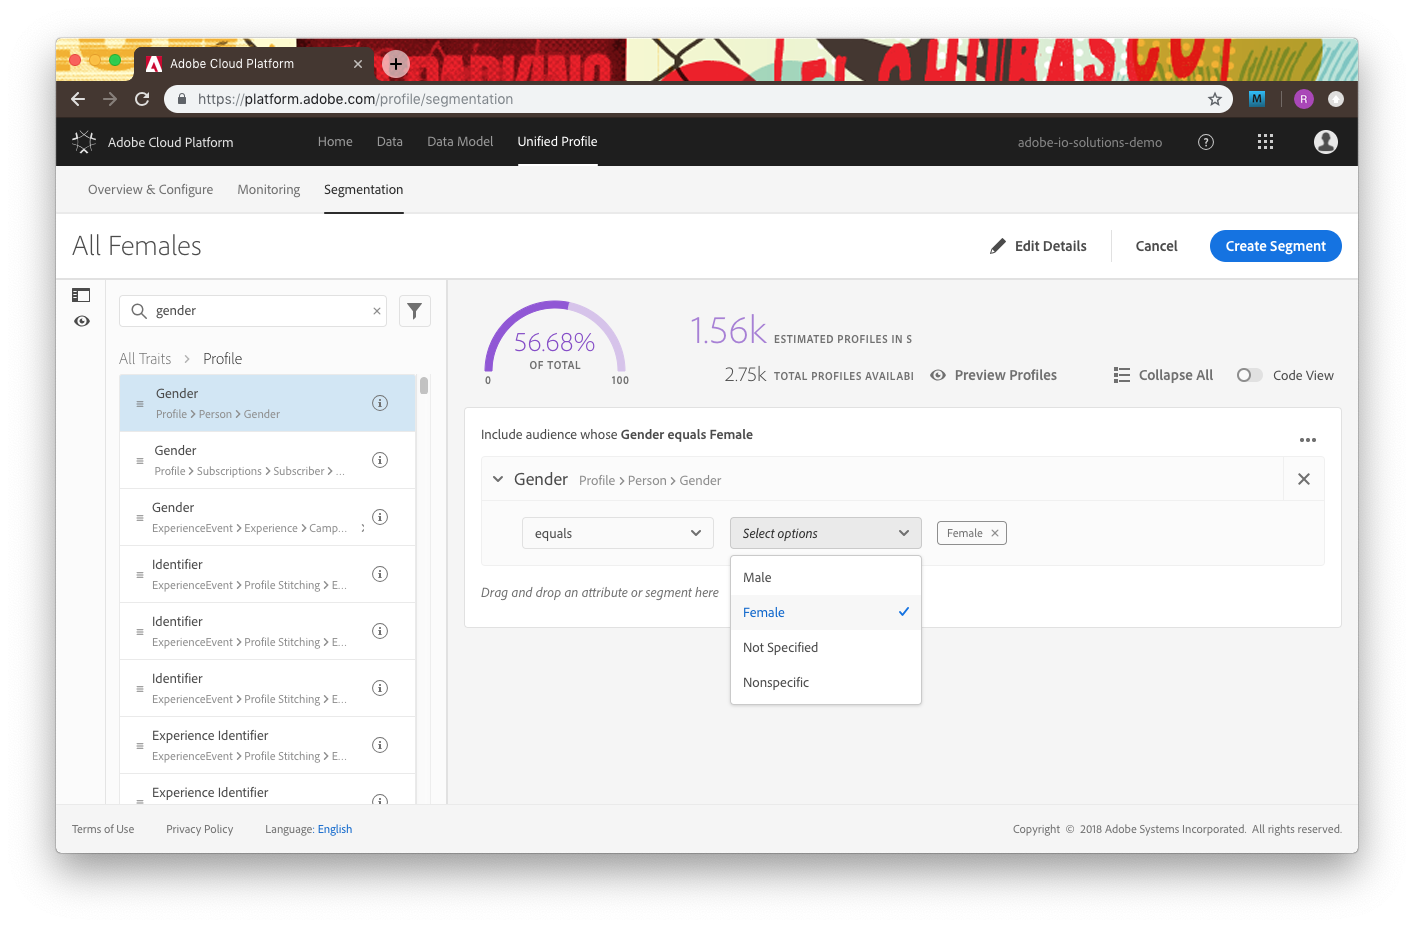 Adobe Cloud Platform
https://platform.adobe.com/profile/segmentation
M
R
Adobe Cloud Platform
Home
Data
Data Model
Unified Profile
adobe-io-solutions-demo
Overview & Configure
Monitoring
Segmentation
All Females
Edit Details
Cancel
Create Segment
gender
All Traits > Profile
Gender
Profile > Person > Gender
Gender
Profile > Subscriptions > Subscriber > ...
Gender
ExperienceEvent > Experience > Camp... >
Identifier
ExperienceEvent > Profile Stitching > E...
Identifier
ExperienceEvent > Profile Stitching > E...
Identifier
ExperienceEvent > Profile Stitching > E...
Experience Identifier
ExperienceEvent > Profile Stitching > E...
Experience Identifier
56.68%
OF TOTAL
0
100
1.56k ESTIMATED PROFILES IN S
2.75k TOTAL PROFILES AVAILABI
Preview Profiles
Collapse All
Code View
Include audience whose Gender equals Female
Gender Profile > Person > Gender
equals
Select options
Female
Male
Female
Not Specified
Nonspecific
Drag and drop an attribute or segment here
Terms of Use
Privacy Policy
Language: English
Copyright © 2018 Adobe Systems Incorporated. All rights reserved.